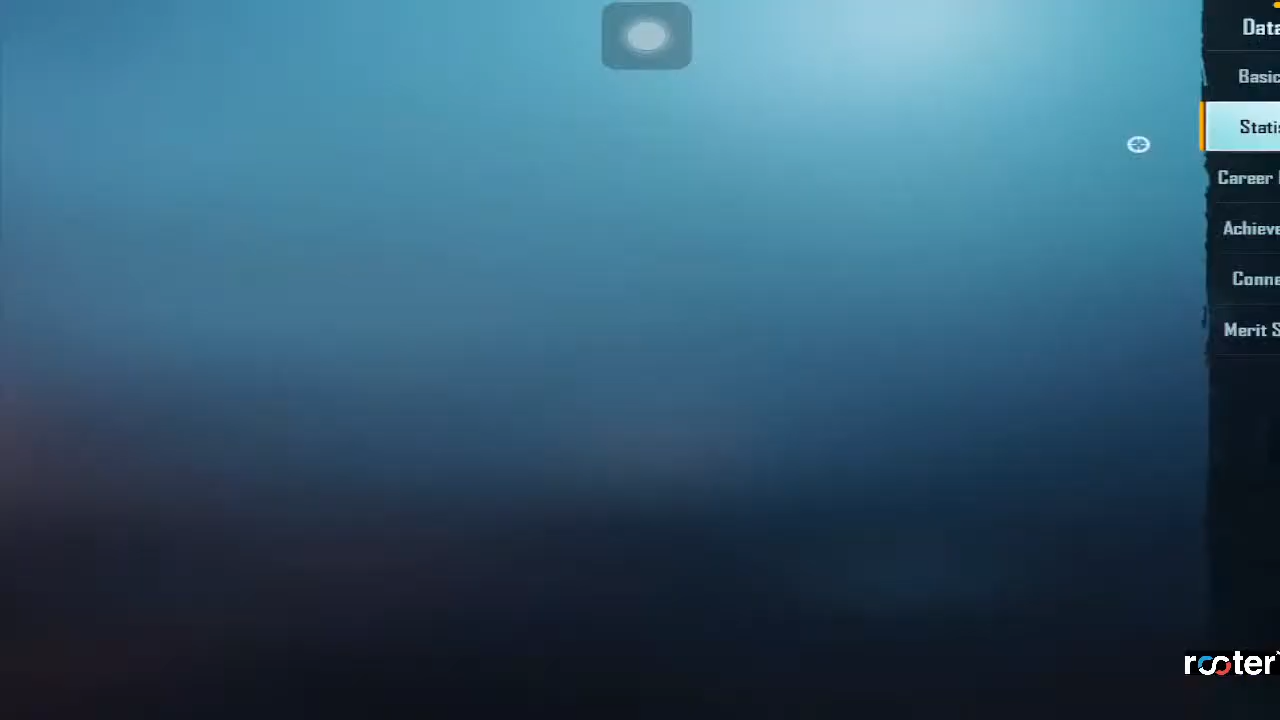 Data
Basic
Statis
Career
Achieve
Conne
Merit S
rooter